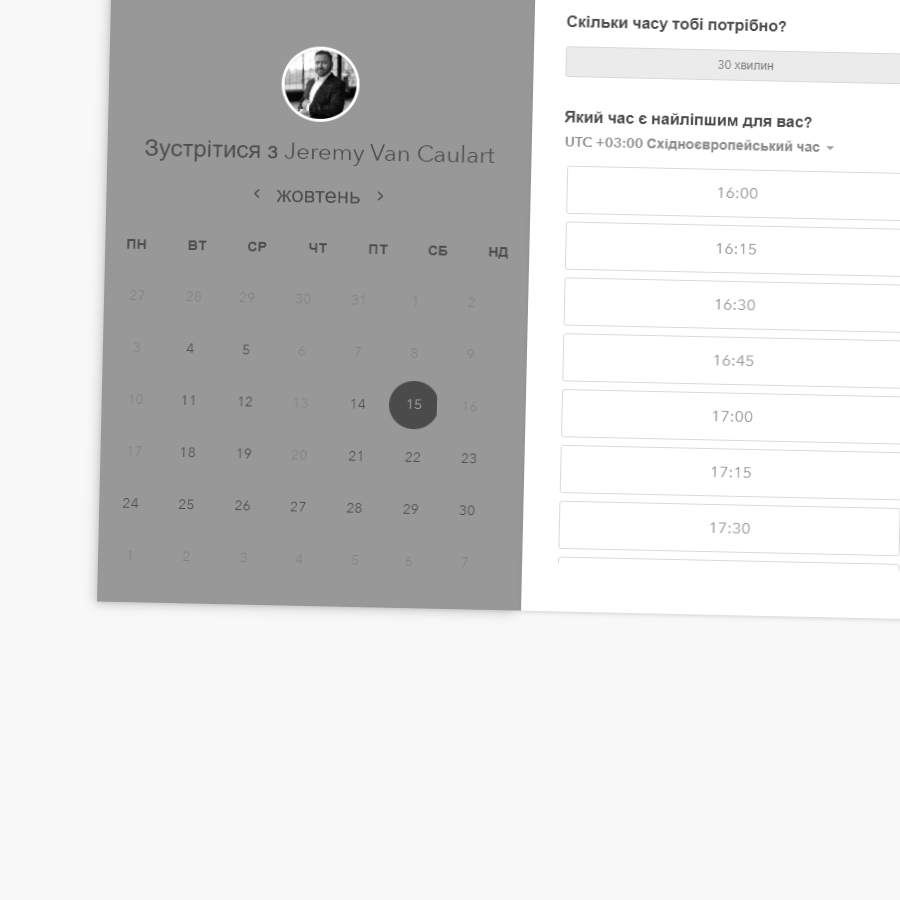 Зустрітися з Jeremy Van Caulart
жовтень
ПН ВТ СР ЧТ ПТ СБ НД
27 28 29 30 31 1 2
3 4 5 6 7 8 9
10 11 12 13 14 15 16
17 18 19 20 21 22 23
24 25 26 27 28 29 30
1 2 3 4 5 6 7
Скільки часу тобі потрібно?
30 хвилин
Який час є найліпшим для вас?
UTC +03:00 Східноєвропейський час
16:00
16:15
16:30
16:45
17:00
17:15
17:30